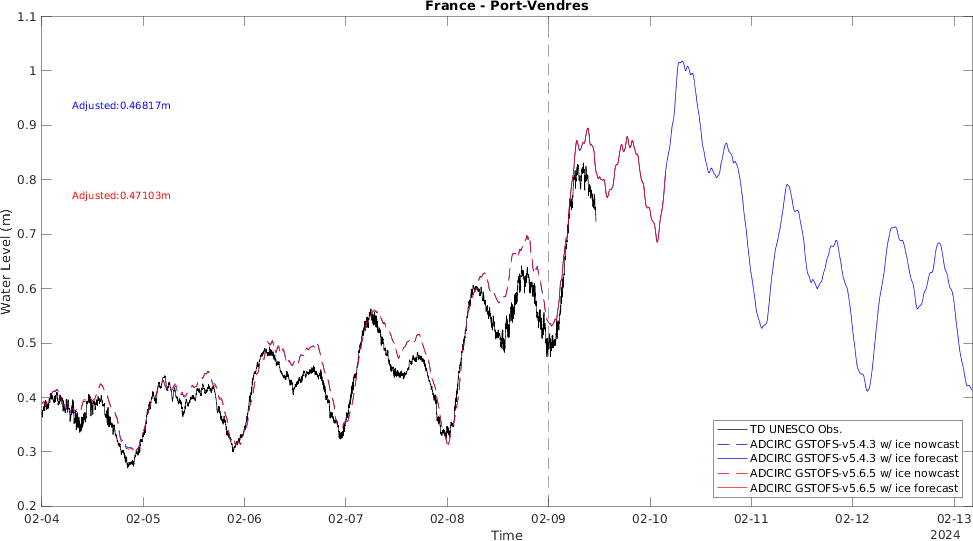 France - Port-Vendres
1.1
1
0.9
0.8
0.7
0.6
0.5
0.4
0.3
0.2
Water Level (m)
Adjusted:0.46817m
Adjusted:0.47103m
TD UNESCO Obs.
ADCIRC GSTOFS-v5.4.3 w/ ice nowcast
ADCIRC GSTOFS-v5.4.3 w/ ice forecast
ADCIRC GSTOFS-v5.6.5 w/ ice nowcast
ADCIRC GSTOFS-v5.6.5 w/ ice forecast
02-04 02-05 02-06 02-07 02-08 02-09 02-10 02-11 02-12 02-13
Time
2024